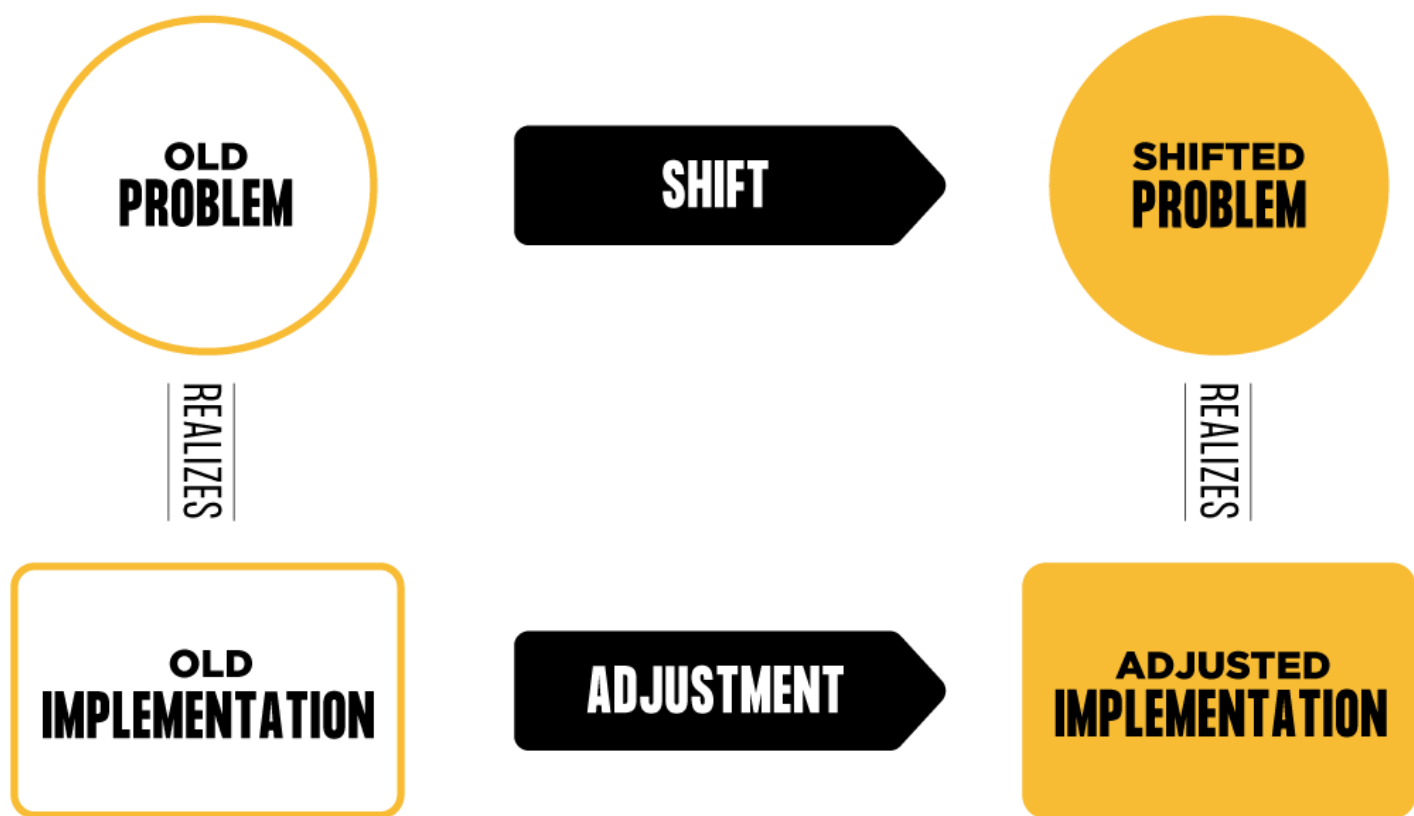 OLD
PROBLEM
SHIFT
SHIFTED
PROBLEM
REALIZES
REALIZES
OLD
IMPLEMENTATION
ADJUSTMENT
ADJUSTED
IMPLEMENTATION